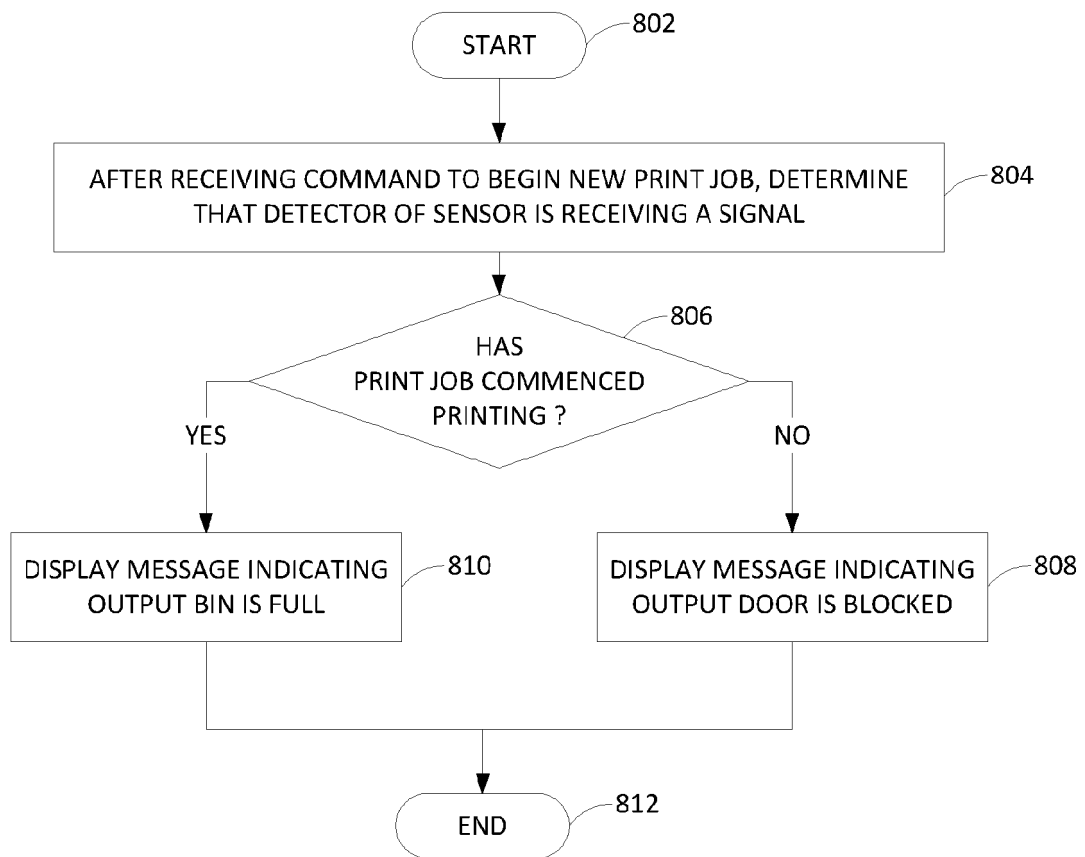 START
802
AFTER RECEIVING COMMAND TO BEGIN NEW PRINT JOB, DETERMINE
THAT DETECTOR OF SENSOR IS RECEIVING A SIGNAL
804
HAS
PRINT JOB COMMENCED
PRINTING ?
806
YES
NO
DISPLAY MESSAGE INDICATING
OUTPUT BIN IS FULL
810
DISPLAY MESSAGE INDICATING
OUTPUT DOOR IS BLOCKED
808
END
812